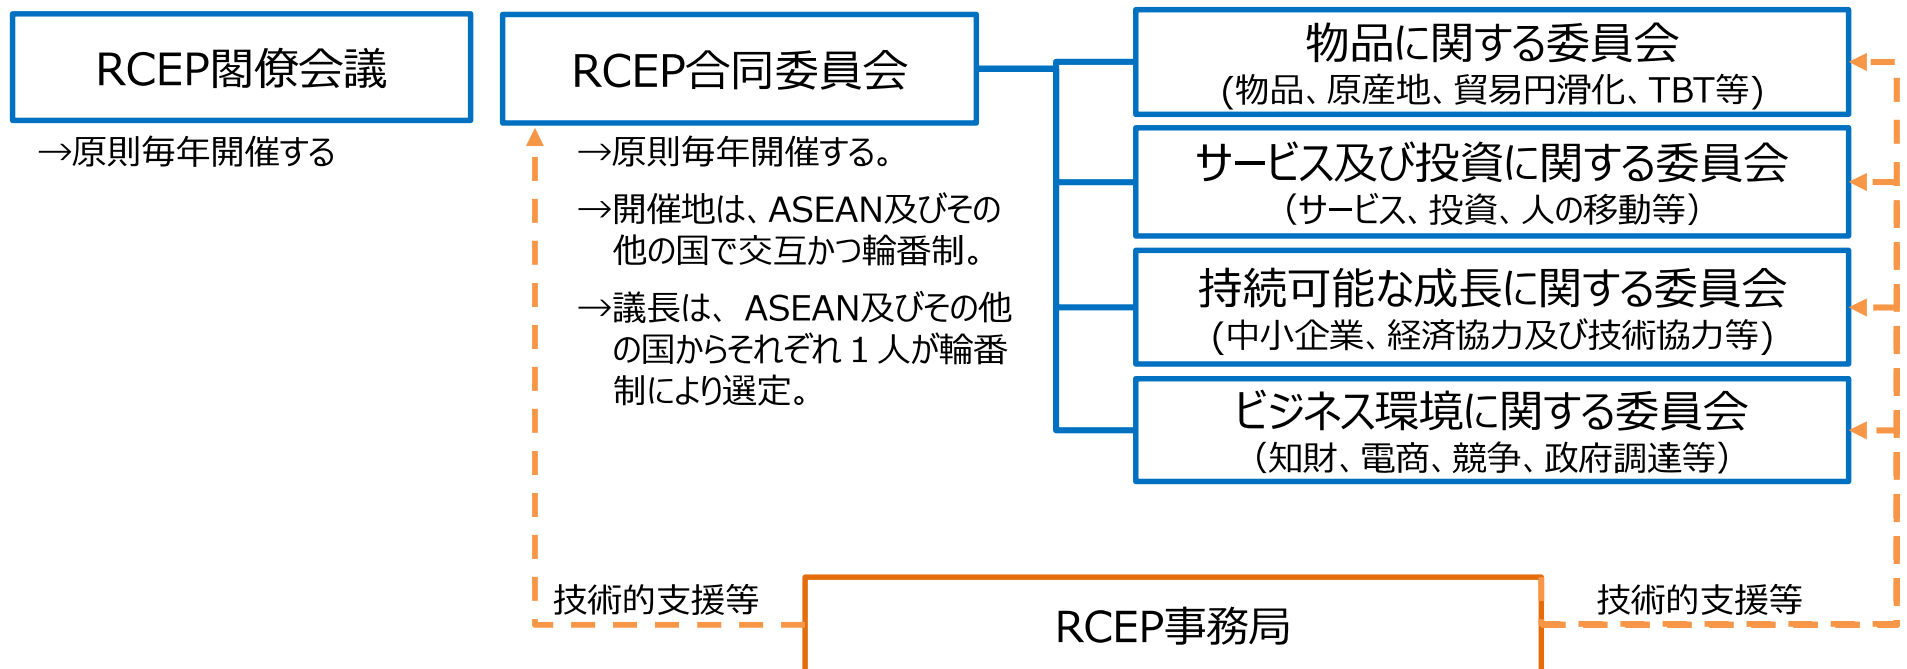 RCEP閣僚会議
→原則毎年開催する
RCEP合同委員会
→原則毎年開催する。
→開催地は、ASEAN及びその
他の国で交互かつ輪番制。
→議長は、ASEAN及びその他
の国からそれぞれ1人が輪番
制により選定。
物品に関する委員会
(物品、原産地、貿易円滑化、TBT等)
サービス及び投資に関する委員会
（サービス、投資、人の移動等）
持続可能な成長に関する委員会
(中小企業、経済協力及び技術協力等)
ビジネス環境に関する委員会
（知財、電商、競争、政府調達等）
技術的支援等
RCEP事務局
技術的支援等